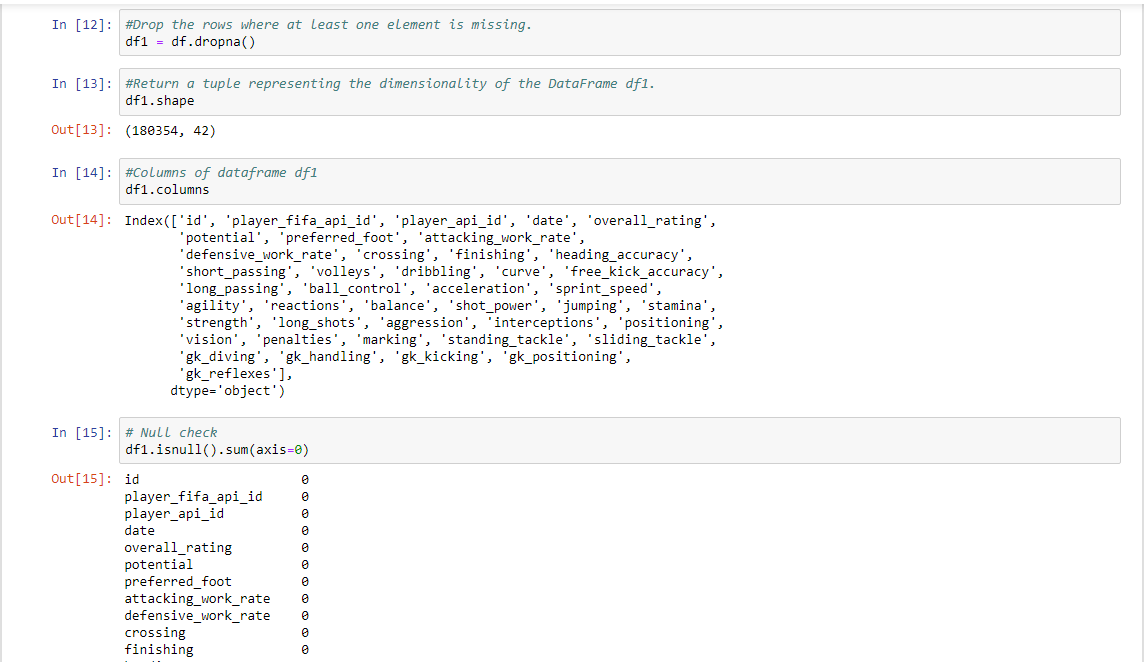 In [12]: #Drop the rows where at least one element is missing.
df1 = df.dropna()
In [13]: #Return a tuple representing the dimensionality of the DataFrame df1.
df1.shape
Out[13]: (180354, 42)
In [14]: #Columns of dataframe df1
df1.columns
Out[14]: Index(['id', 'player_fifa_api_id', 'player_api_id', 'date', 'overall_rating',
'potential', 'preferred_foot', 'attacking_work_rate',
'defensive_work_rate', 'crossing', 'finishing', 'heading_accuracy',
'short_passing', 'volleys', 'dribbling', 'curve', 'free_kick_accuracy',
'long_passing', 'ball_control', 'acceleration', 'sprint_speed',
'agility', 'reactions', 'balance', 'shot_power', 'jumping', 'stamina',
'strength', 'long_shots', 'aggression', 'interceptions', 'positioning',
'vision', 'penalties', 'marking', 'standing_tackle', 'sliding_tackle',
'gk_diving', 'gk_handling', 'gk_kicking', 'gk_positioning',
'gk_reflexes'],
dtype='object')
In [15]: # Null check
df1.isnull().sum(axis=0)
Out[15]: id 0
player_fifa_api_id 0
player_api_id 0
date 0
overall_rating 0
potential 0
preferred_foot 0
attacking_work_rate 0
defensive_work_rate 0
crossing 0
finishing 0